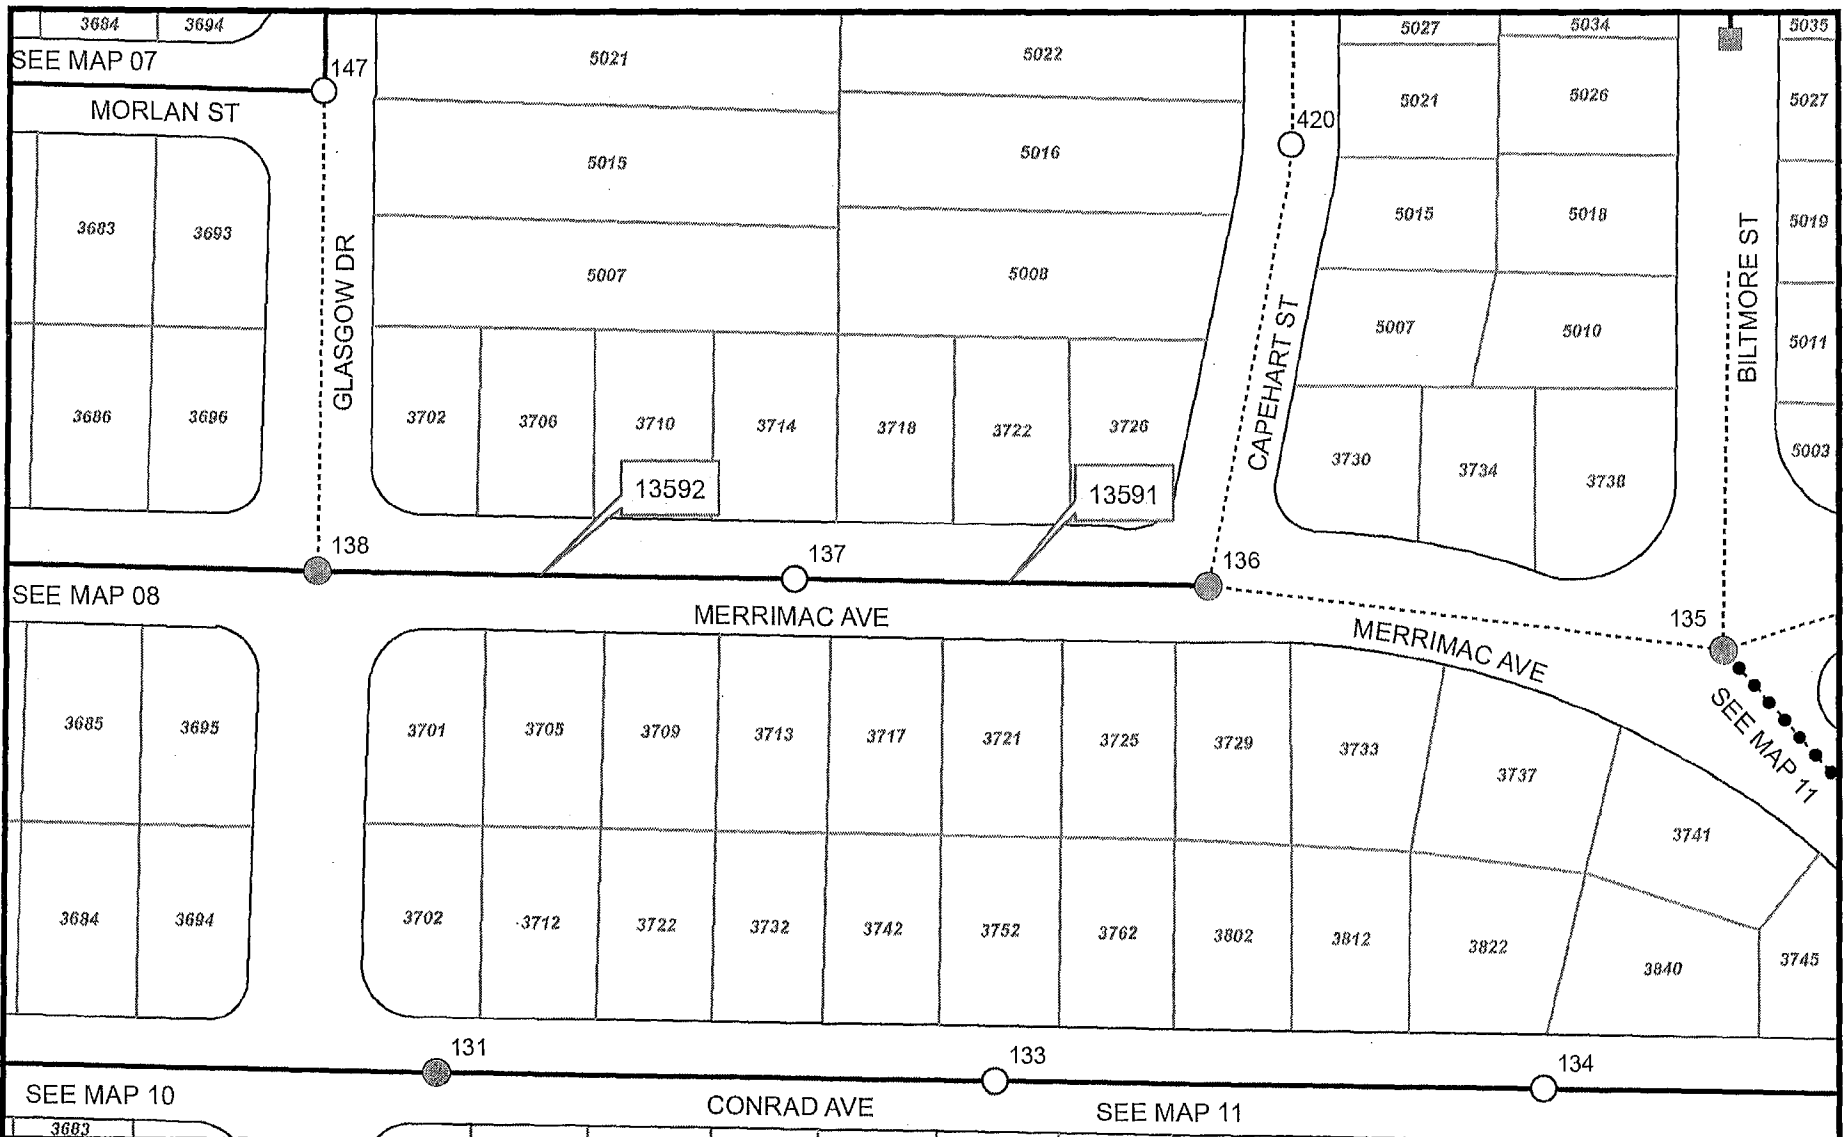 3684 3694 5021 5022 5027 5034 5035
SEE MAP 07 147
MORLAN ST 420 5021 5026 5027
3683 3693 5015 5016 5015 5018 5019
GLASGOW DR
5007 5008 5007 5010 5011
CAPEHART ST
BILTMORE ST
3686 3696 3702 3706 3710 3714 3718 3722 3726 3730 3734 3738 5003
13592 13591
138 137 136
SEE MAP 08
MERRIMAC AVE
MERRIMAC AVE
135
SEE MAP 11
3685 3695 3701 3705 3709 3713 3717 3721 3725 3729 3733 3737 3741
3684 3694 3702 3712 3722 3732 3742 3752 3762 3802 3812 3822 3840 3745
131 133 134
SEE MAP 10 CONRAD AVE SEE MAP 11
3683